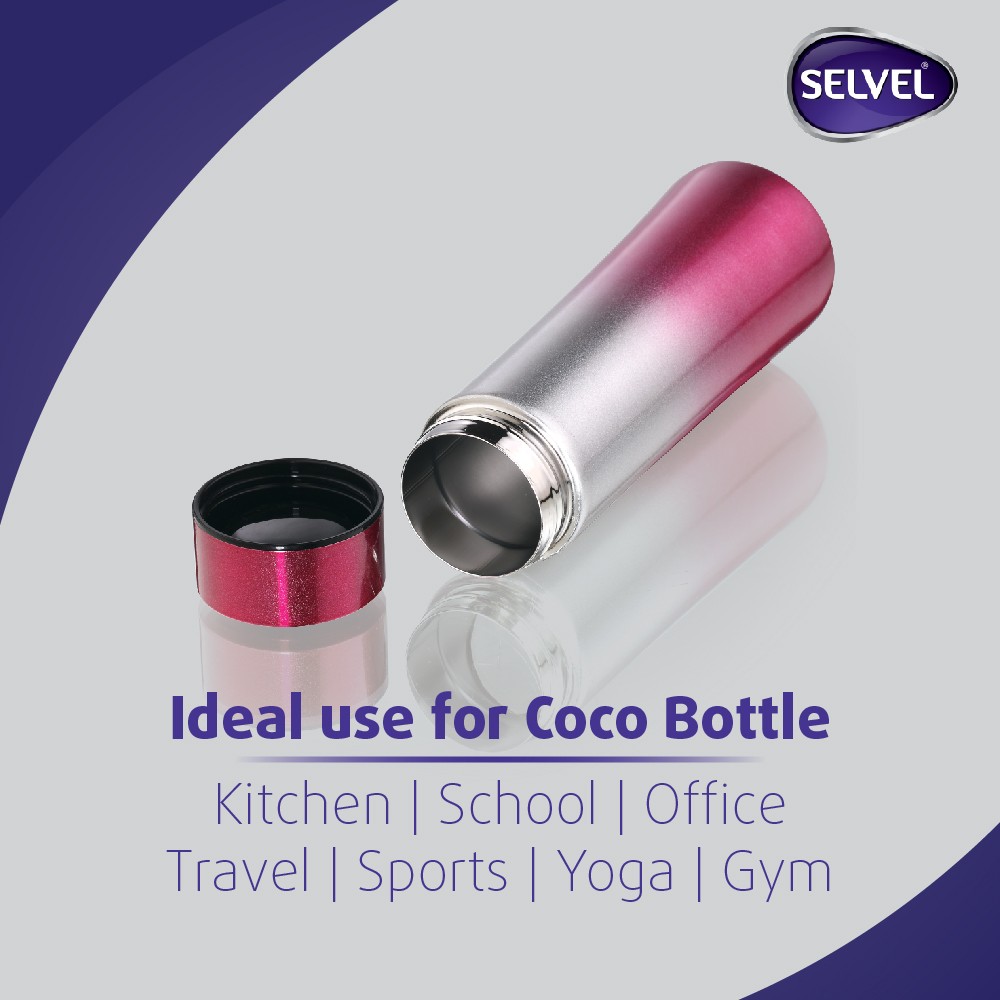 SELVEL®
Ideal use for Coco Bottle
Kitchen | School | Office
Travel | Sports | Yoga | Gym